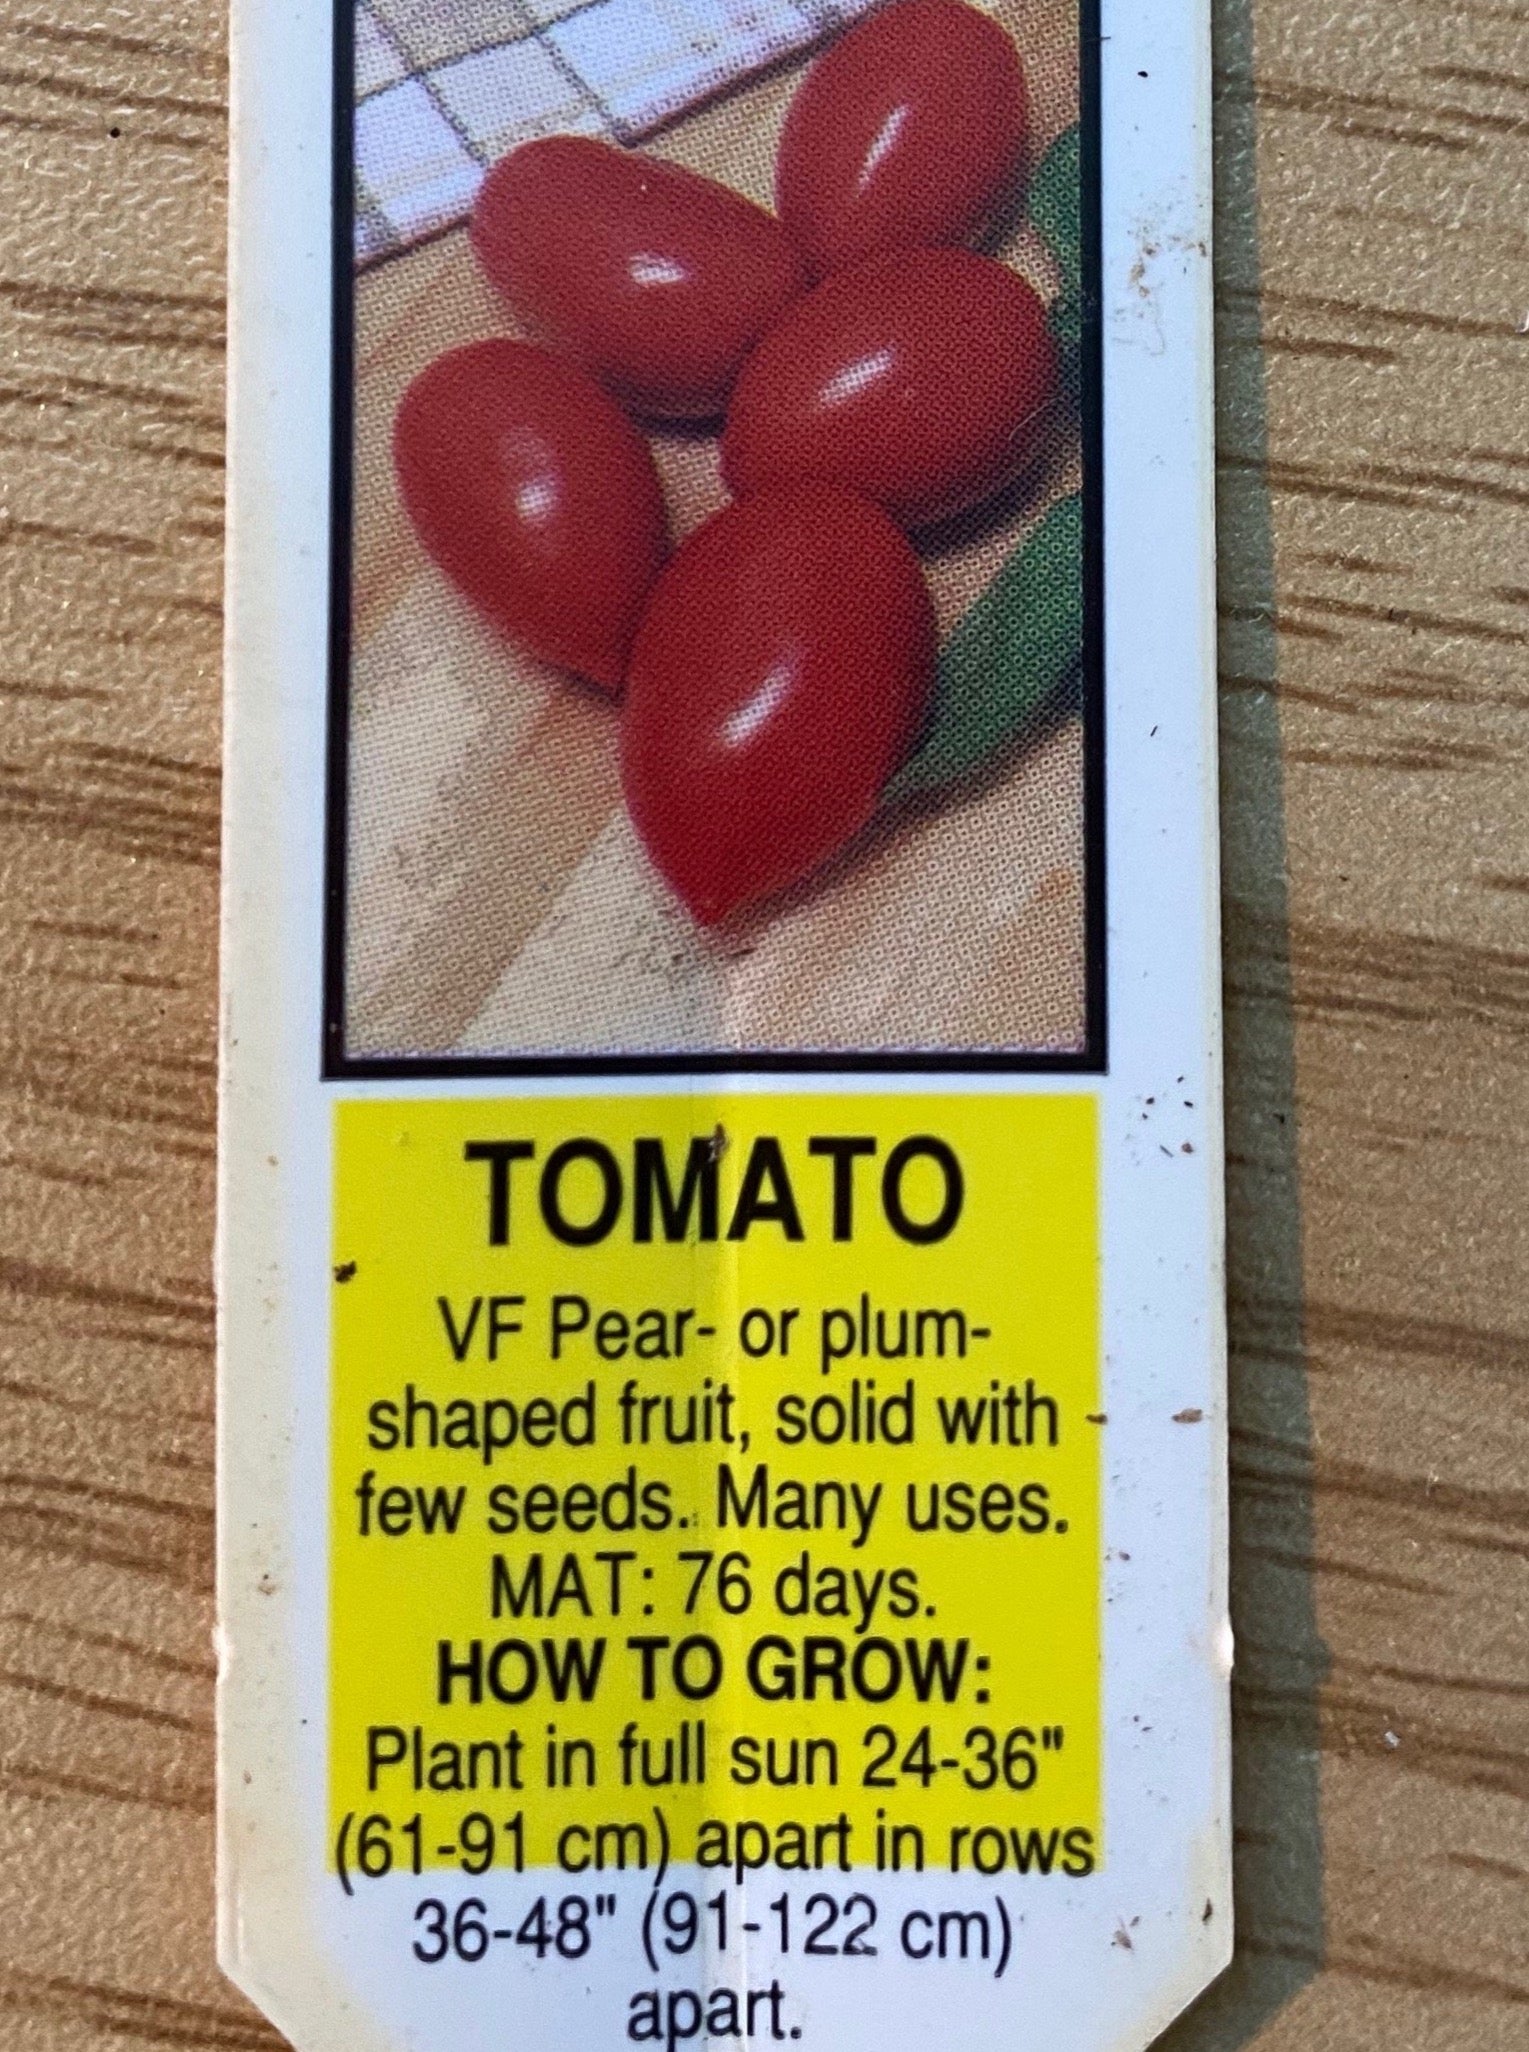 TOMATO
VF Pear- or plum-
shaped fruit, solid with
few seeds. Many uses.
MAT: 76 days.
HOW TO GROW:
Plant in full sun 24-36"
(61-91 cm) apart in rows
36-48" (91-122 cm)
apart.